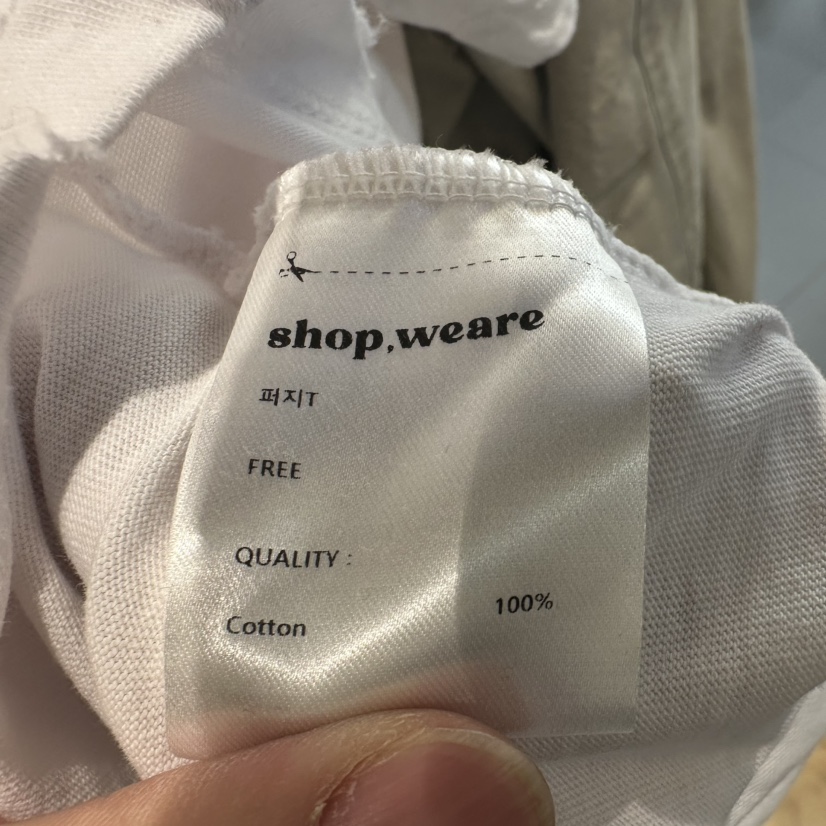 shop,weare
퍼지T
FREE
QUALITY :
Cotton 100%